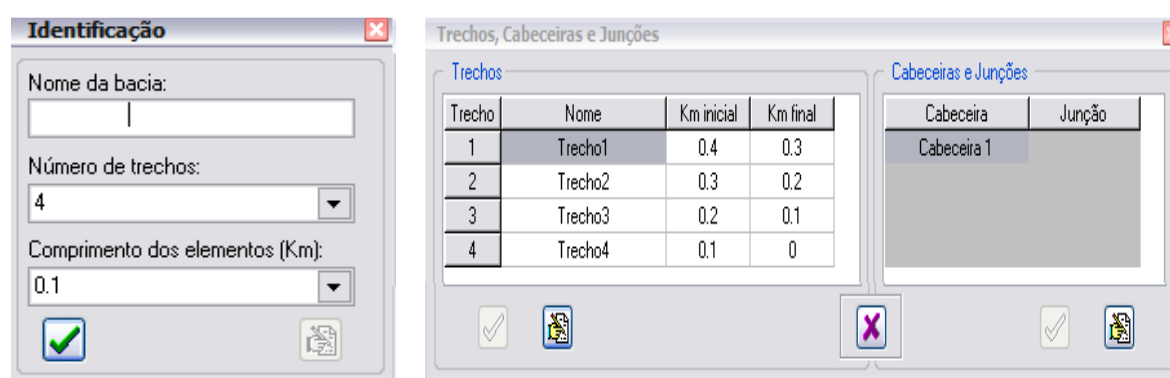 Identificação
Nome da bacia:
Número de trechos:
4
Comprimento dos elementos (Km):
0.1
Trechos, Cabeceiras e Junções
Trechos
Trecho Nome Km inicial Km final
1 Trecho1 0.4 0.3
2 Trecho2 0.3 0.2
3 Trecho3 0.2 0.1
4 Trecho4 0.1 0
Cabeceiras e Junções
Cabeceira Junção
Cabeceira 1